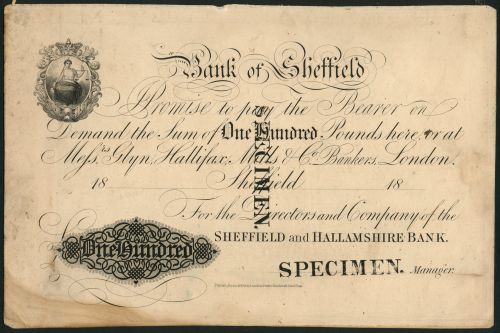 Bank of Sheffield
I Promise to pay the Bearer on
Demand the Sum of One Hundred Pounds here, or at
Mess.rs Glyn, Hallifax, Mills & Co. Bankers, London.
18 Sheffield 18
For the Directors and Company of the
SHEFFIELD and HALLAMSHIRE BANK.
One Hundred
SPECIMEN. Manager.
SPECIMEN